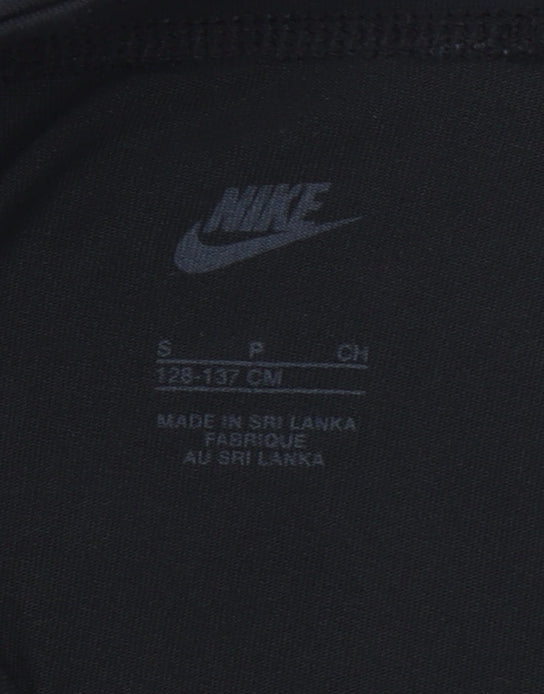 NIKE
S P CH
128-137 CM
MADE IN SRI LANKA
FABRIQUE
AU SRI LANKA